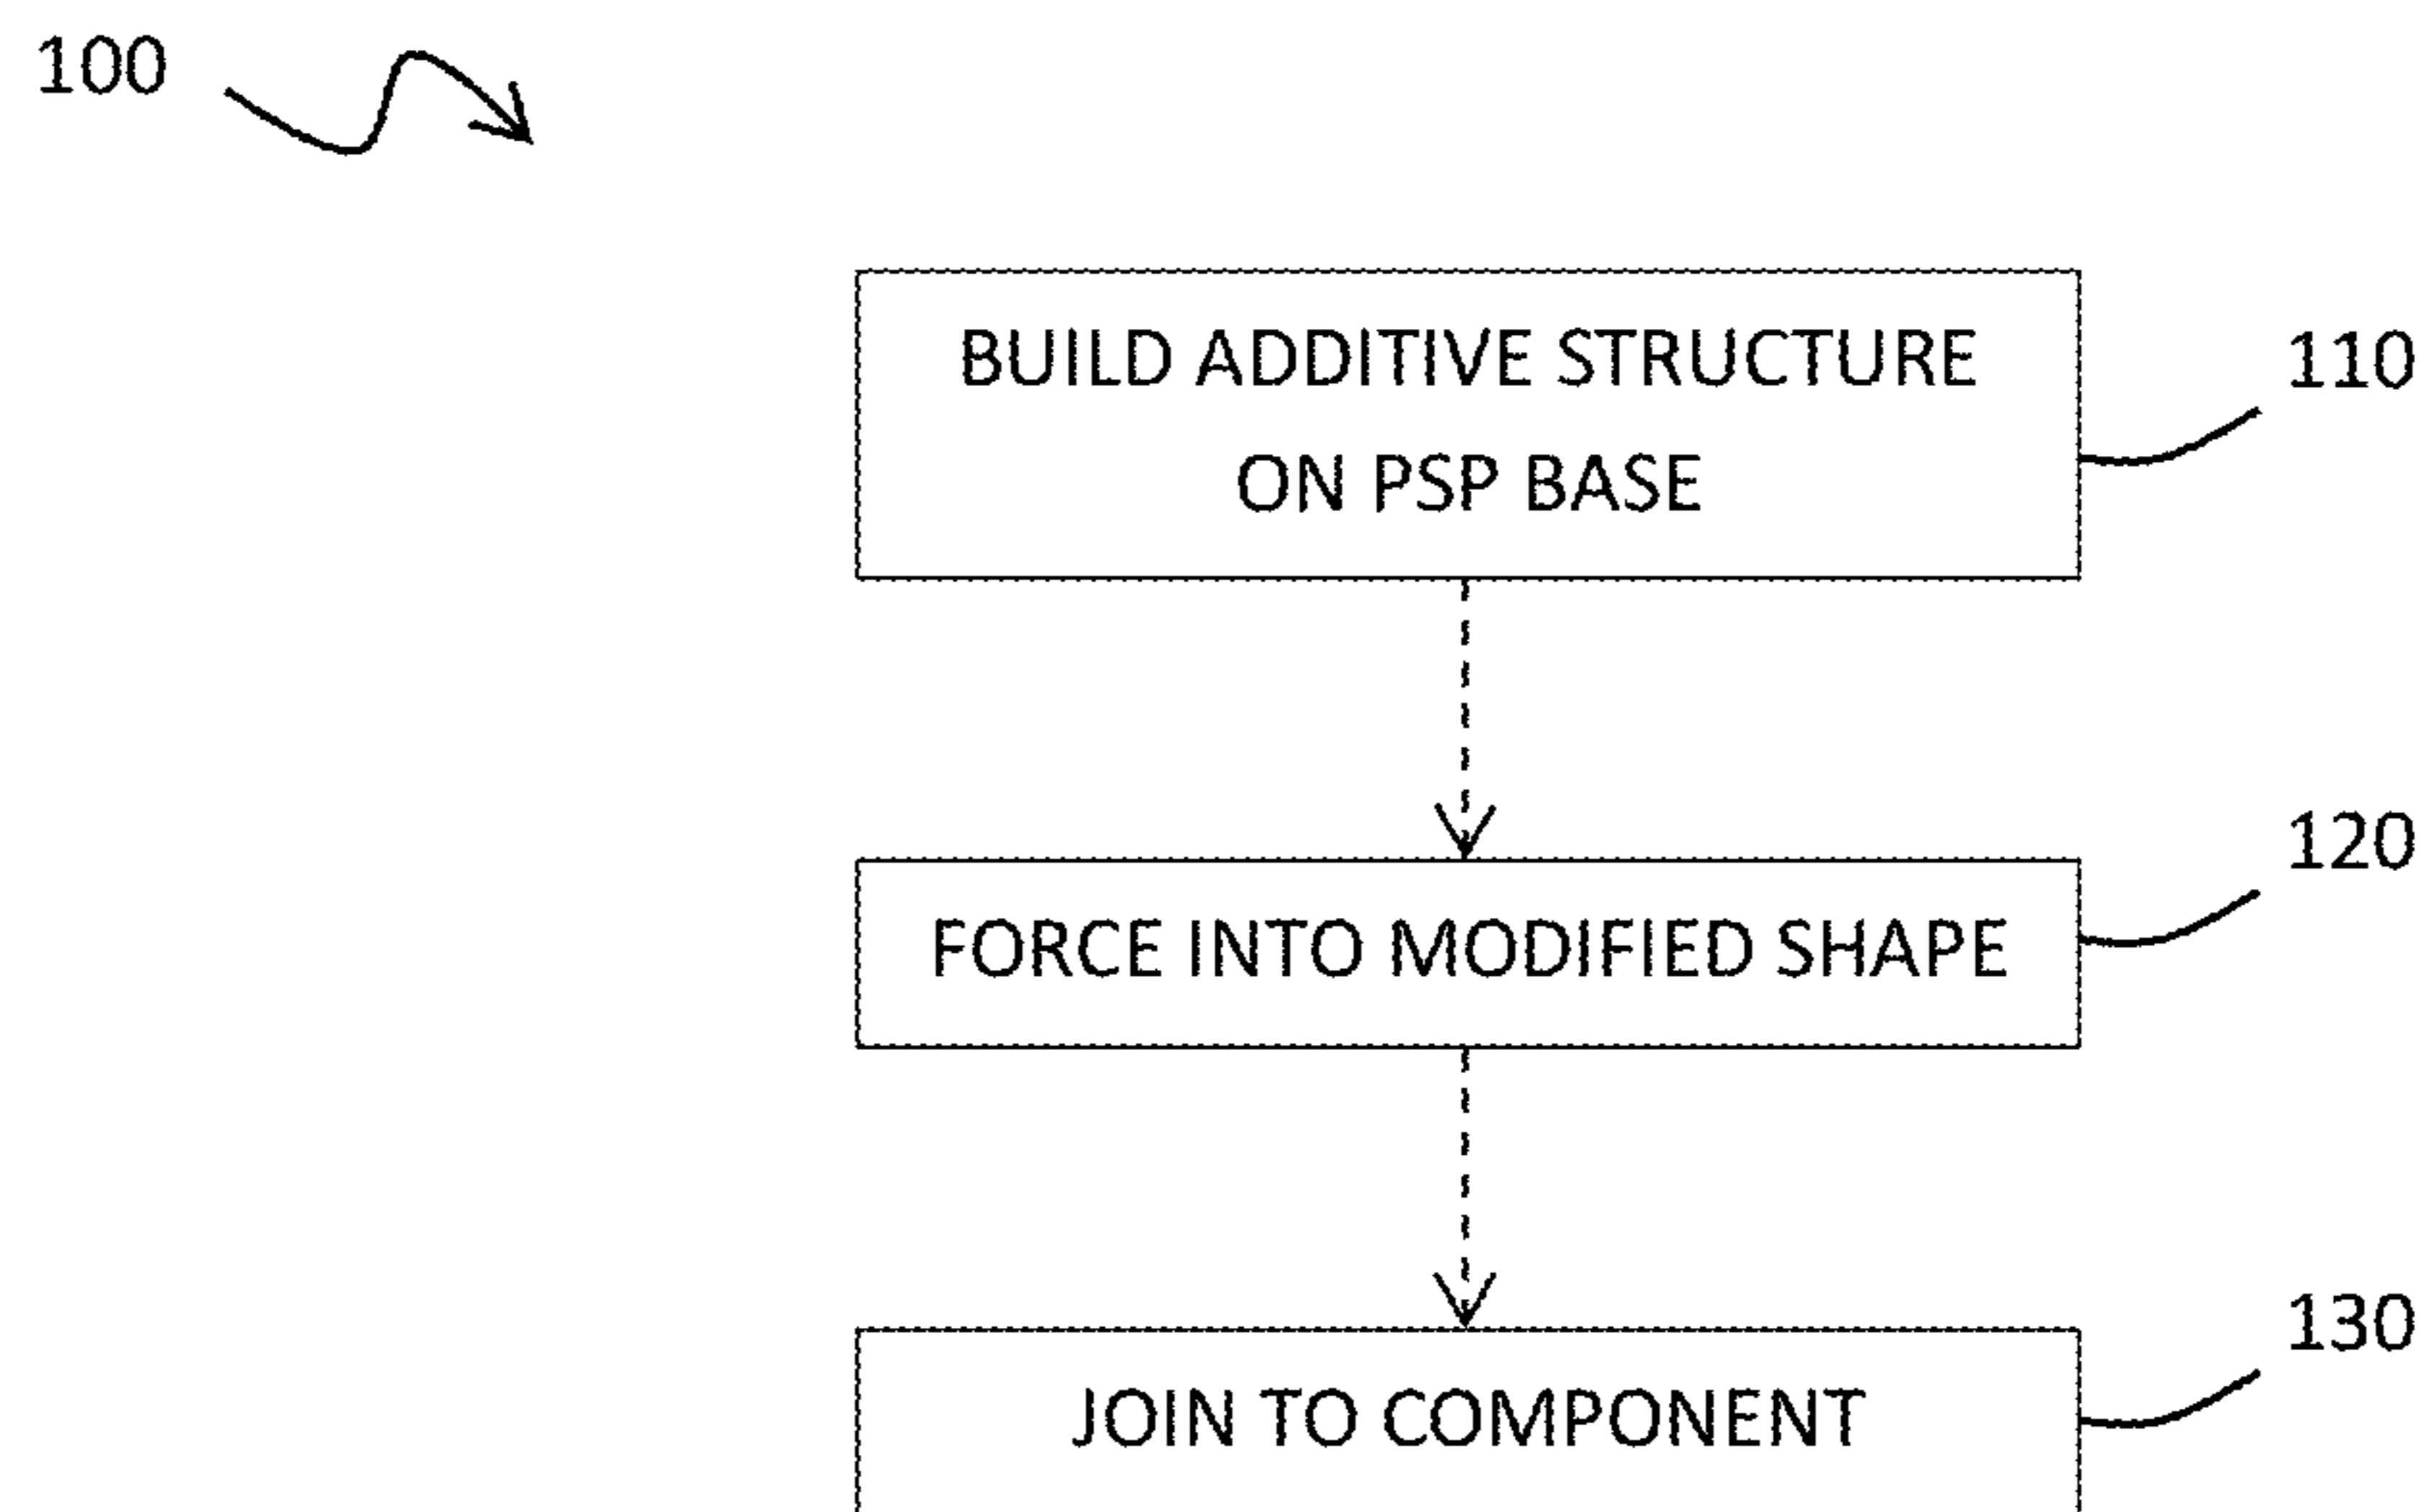 100
BUILD ADDITIVE STRUCTURE
110
ON PSP BASE
120
FORCE INTO MODIFIED SHAPE
130
JOIN TO COMPONENT